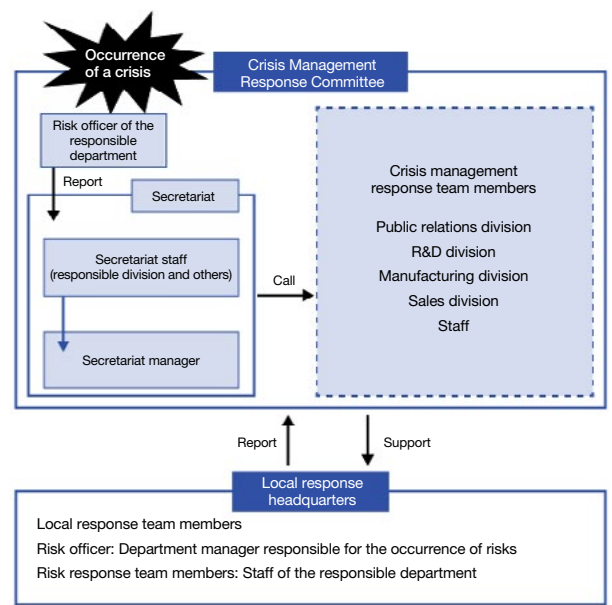 Occurrence
of a crisis
Crisis Management
Response Committee
Risk officer of the
responsible
department
Report
Secretariat
Secretariat staff
(responsible division and others)
Secretariat manager
Call
Crisis management
response team members
Public relations division
R&D division
Manufacturing division
Sales division
Staff
Report
Support
Local response
headquarters
Local response team members
Risk officer: Department manager responsible for the occurrence of risks
Risk response team members: Staff of the responsible department